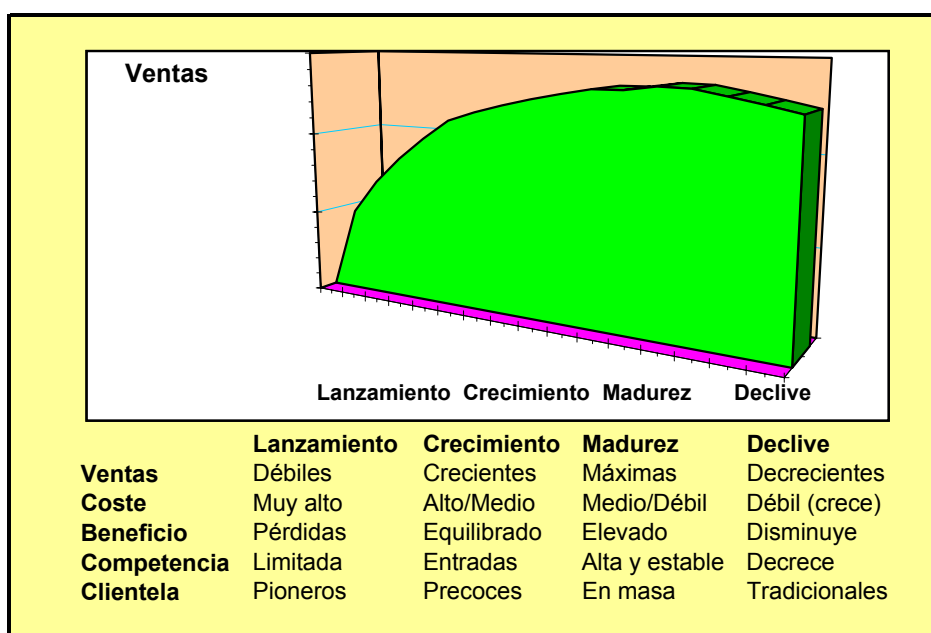 Ventas
Lanzamiento Crecimiento Madurez Declive
Lanzamiento Crecimiento Madurez Declive
Ventas Débiles Crecientes Máximas Decrecientes
Coste Muy alto Alto/Medio Medio/Débil Débil (crece)
Beneficio Pérdidas Equilibrado Elevado Disminuye
Competencia Limitada Entradas Alta y estable Decrece
Clientela Pioneros Precoces En masa Tradicionales